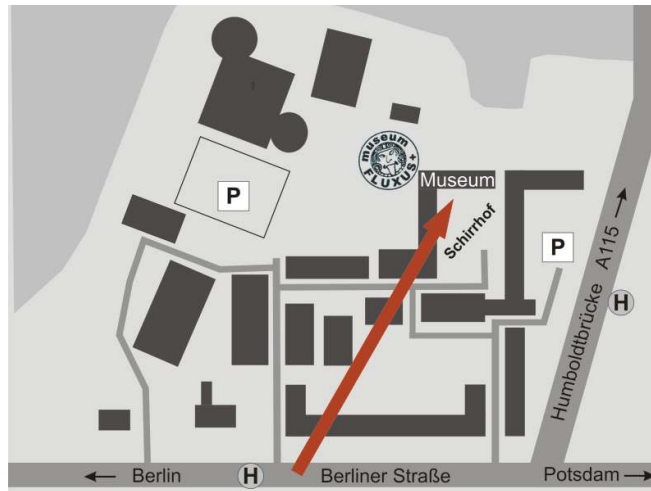 museum
FLUXUS+
Museum
Schirrhof
P
P
Humboldtbrücke A115
H
Berlin
H
Berliner Straße
Potsdam